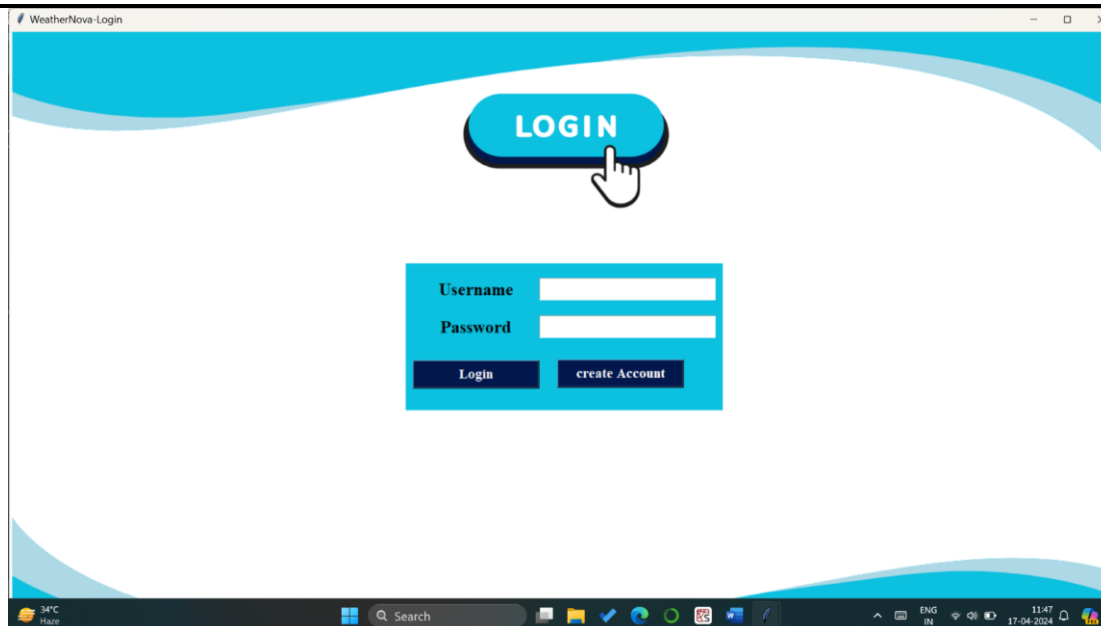 WeatherNova-Login
LOGIN
Username
Password
Login create Account
34°C
Haze
Search
ENG
IN
11:47
17-04-2024